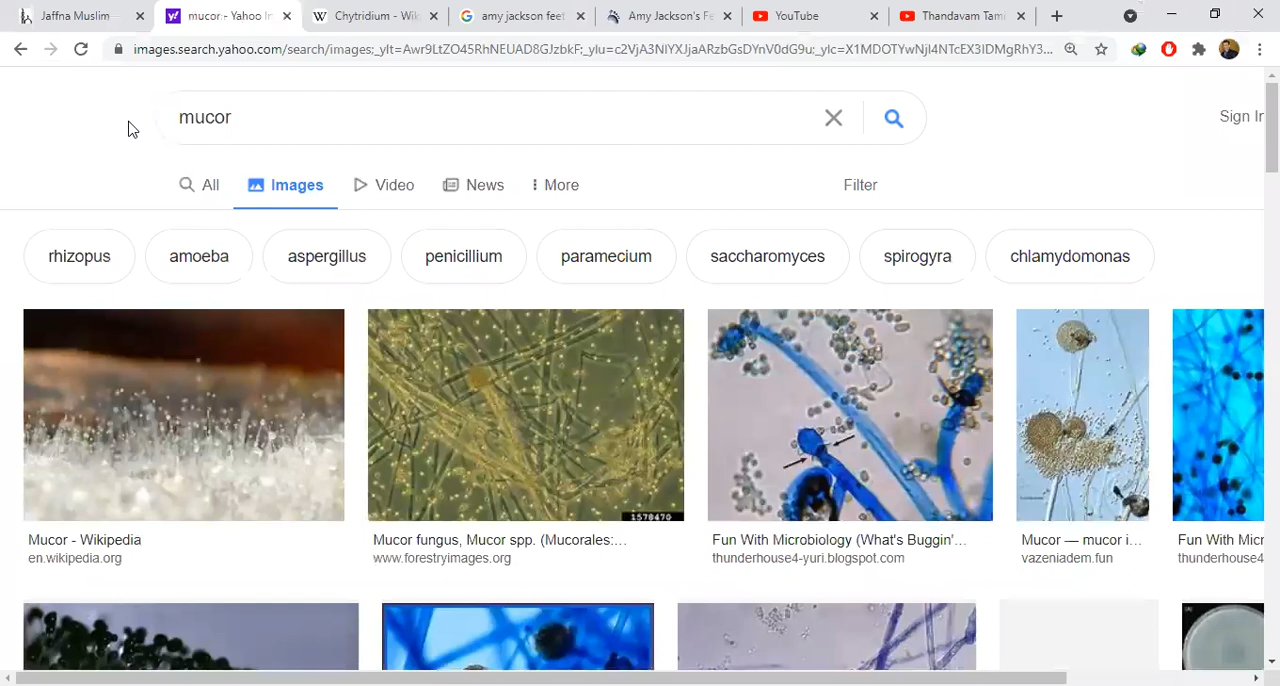 Jaffna Muslim
mucor - Yahoo Im
Chytridium - Wik
amy jackson feet
Amy Jackson's Fe
YouTube
Thandavam Tami
images.search.yahoo.com/search/images;_ylt=Awr9LtZO45RhNEUAD8GJzbkF;_ylu=c2VjA3NlYXJjaARzbGsDYnV0dG9u;_ylc=X1MDOTYwNjI4NTcEX3IDMgRhY3...
mucor
Sign In
All
Images
Video
News
More
Filter
rhizopus
amoeba
aspergillus
penicillium
paramecium
saccharomyces
spirogyra
chlamydomonas
1578470
Mucor - Wikipedia
Mucor fungus, Mucor spp. (Mucorales:...
Fun With Microbiology (What's Buggin'...
Mucor — mucor i...
Fun With Micr
en.wikipedia.org
www.forestryimages.org
thunderhouse4-yuri.blogspot.com
vazeniadem.fun
thunderhouse4